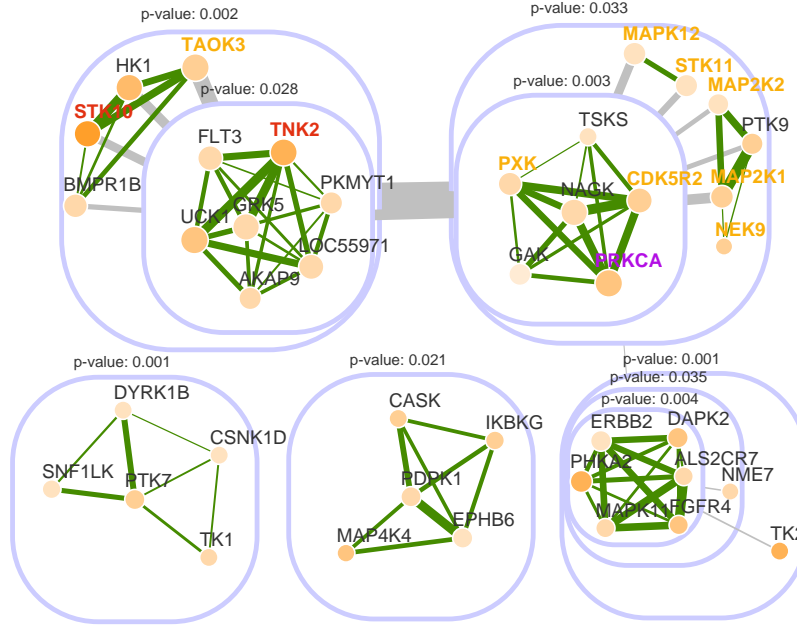 p-value: 0.002
p-value: 0.033
MAPK12
TAOK3
HK1
STK11
p-value: 0.028
p-value: 0.003
MAP2K2
STK10
TSKS
PTK9
FLT3
TNK2
PXK
BMPR1B
PKMYT1
NAGK
CDK5R2
MAP2K1
UCK1
GRK5
LOC55971
GAK
PRKCA
NEK9
AKAP9
p-value: 0.001
p-value: 0.021
p-value: 0.001
p-value: 0.035
p-value: 0.004
DYRK1B
CASK
IKBKG
ERBB2
DAPK2
CSNK1D
SNF1LK
PTK7
PDPK1
PHKA2
ALS2CR7
NME7
MAPK11
FGFR4
TK1
MAP4K4
EPHB6
TK2